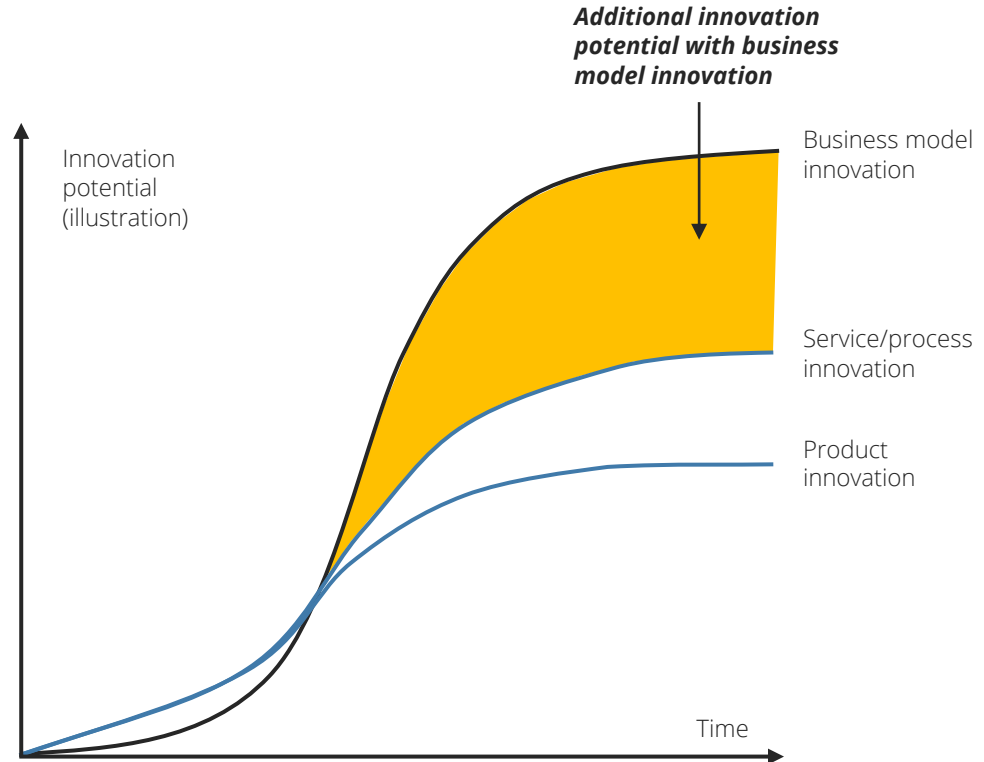 Additional innovation
potential with business
model innovation
Innovation
potential
(illustration)
Business model
innovation
Service/process
innovation
Product
innovation
Time